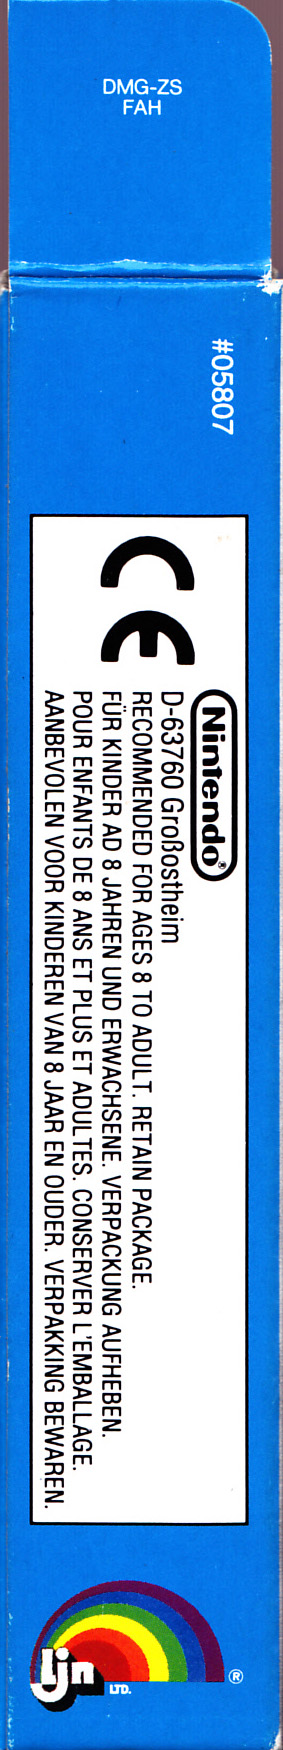 DMG-ZS
FAH
#05807
CE
Nintendo®
D-63760 Großostheim
RECOMMENDED FOR AGES 8 TO ADULT. RETAIN PACKAGE.
FÜR KINDER AD 8 JAHREN UND ERWACHSENE. VERPACKUNG AUFHEBEN.
POUR ENFANTS DE 8 ANS ET PLUS ET ADULTES. CONSERVER L'EMBALLAGE.
AANBEVOLEN VOOR KINDEREN VAN 8 JAAR EN OUDER. VERPAKKING BEWAREN.
ljn
LTD.
®